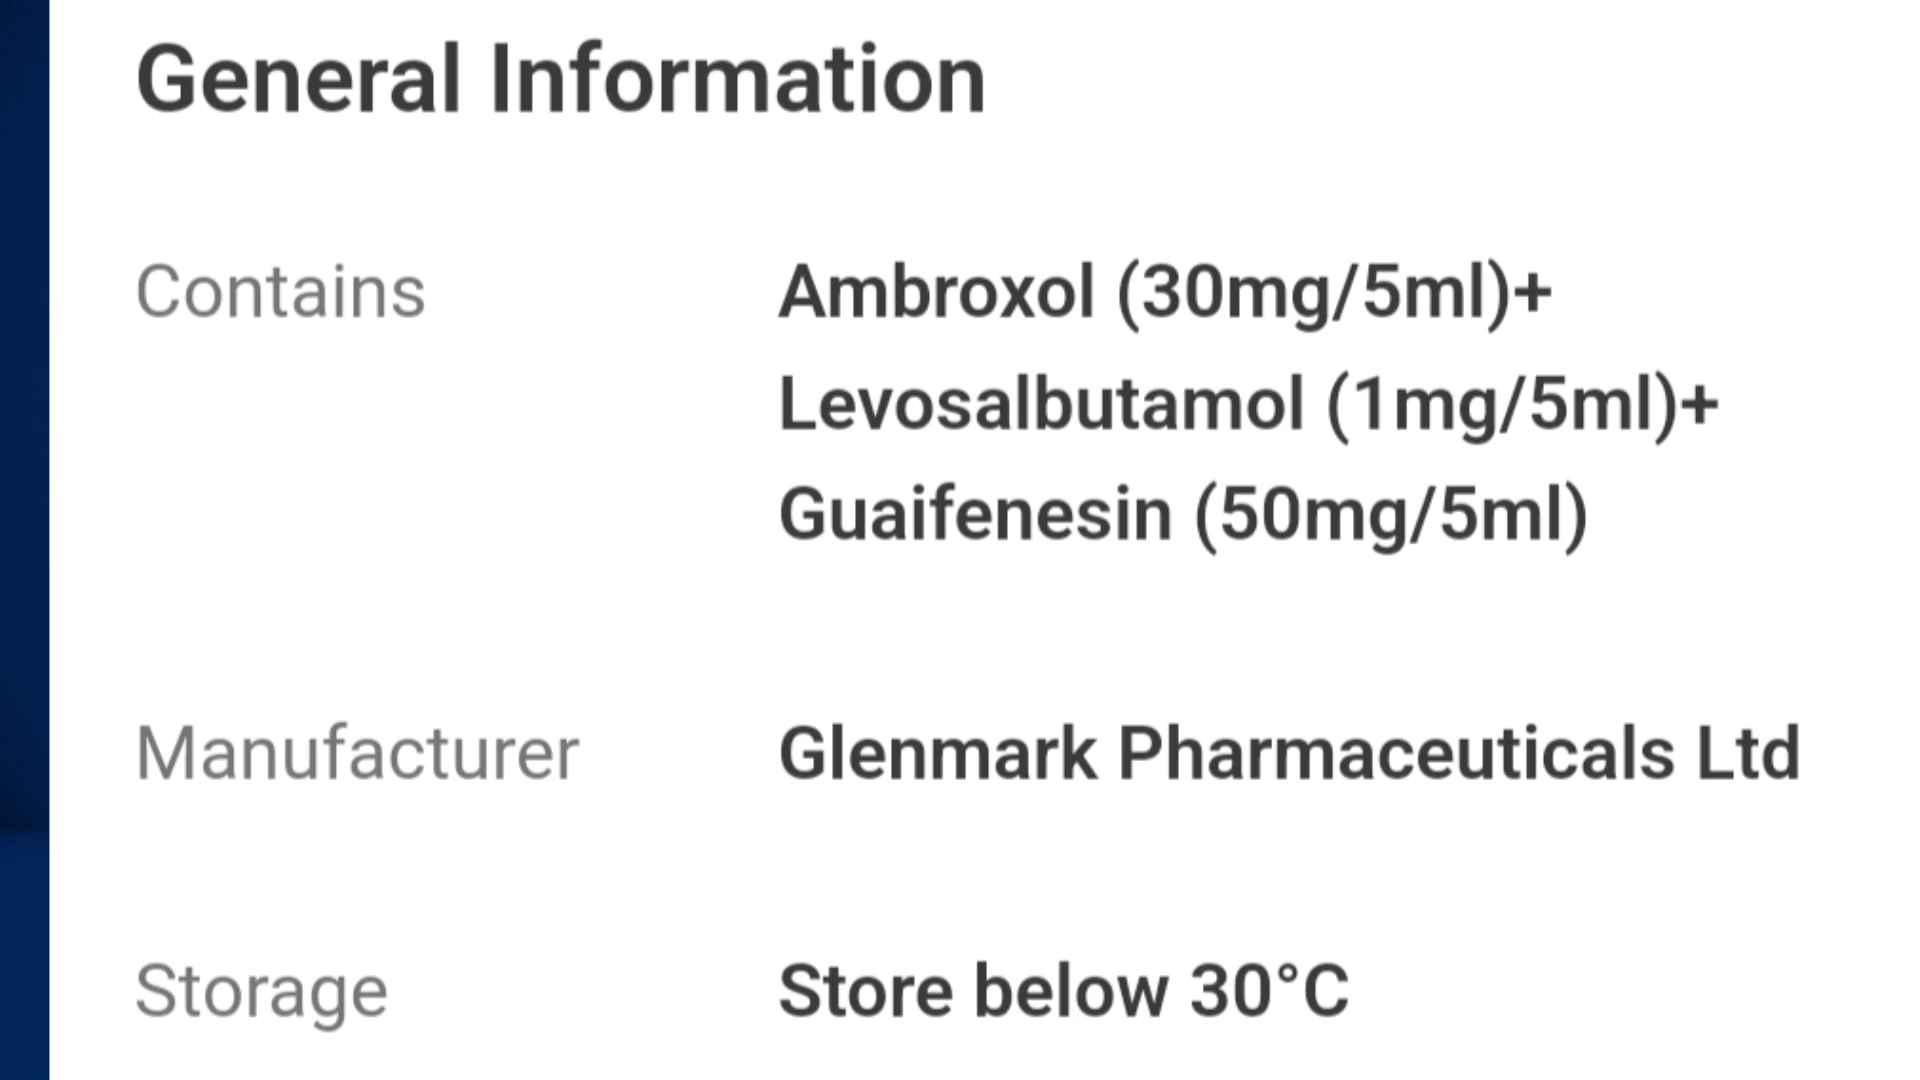 General Information
Contains
Ambroxol (30mg/5ml)+
Levosalbutamol (1mg/5ml)+
Guaifenesin (50mg/5ml)
Manufacturer
Glenmark Pharmaceuticals Ltd
Storage
Store below 30°C